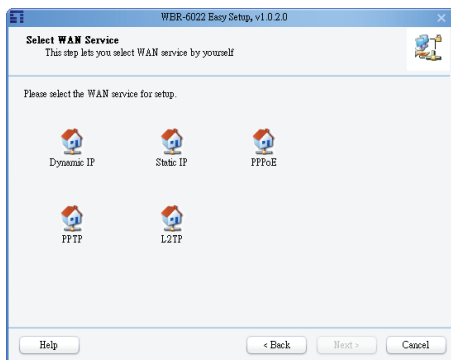 WBR-6022 Easy Setup, v1.0.2.0
Select WAN Service
This step lets you select WAN service by yourself
Please select the WAN service for setup.
Dynamic IP
Static IP
PPPoE
PPTP
L2TP
Help
< Back
Next >
Cancel